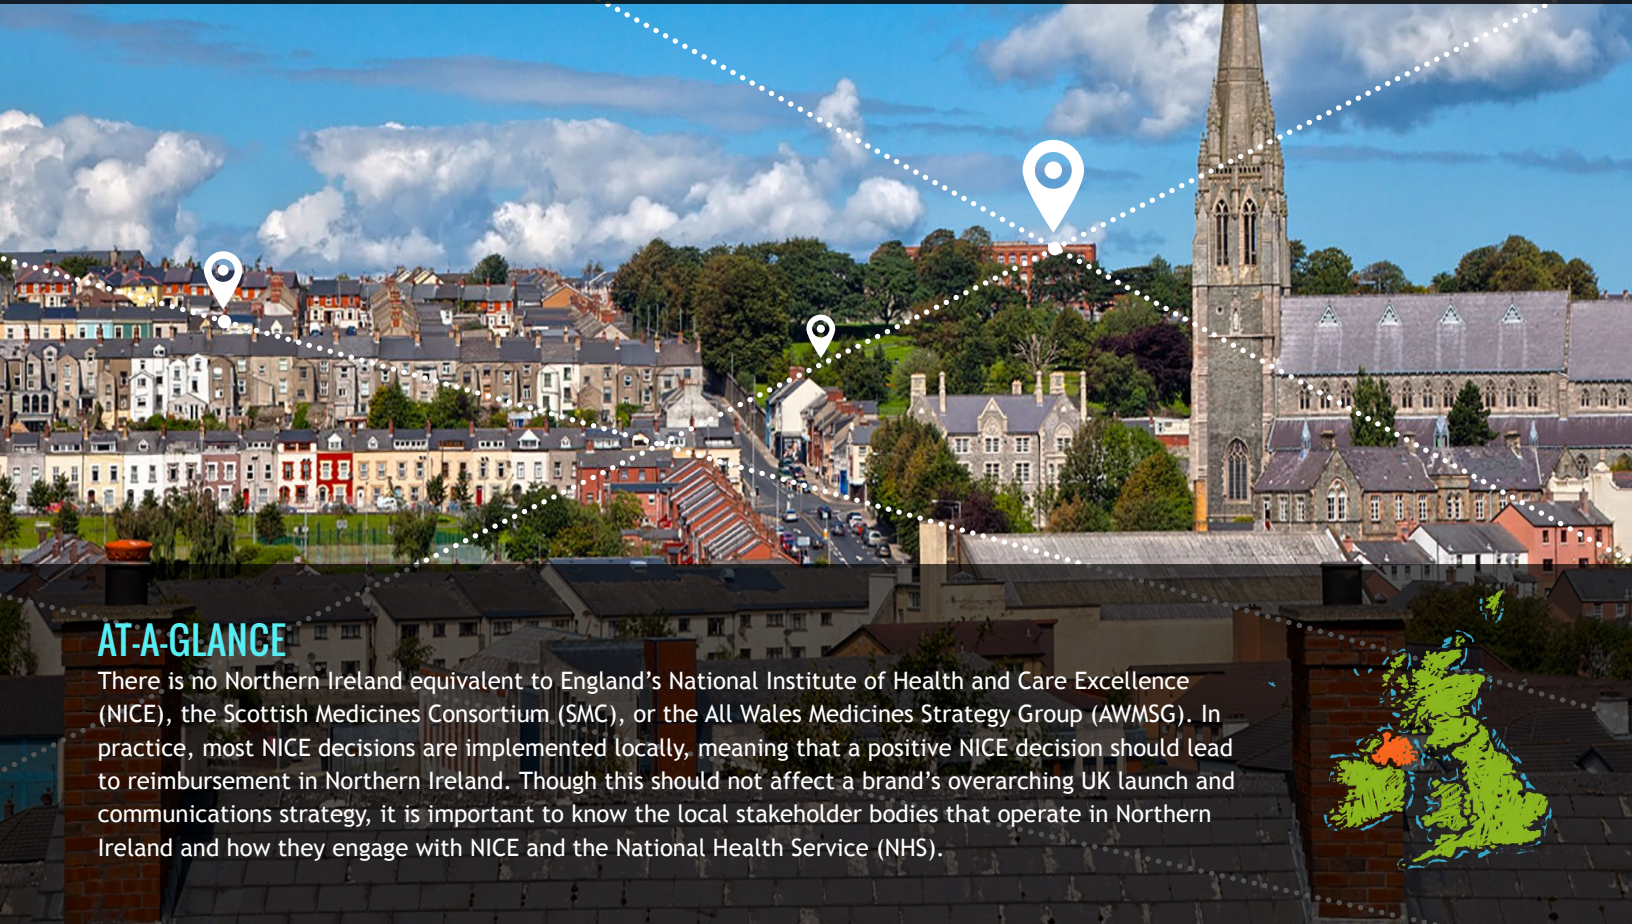 AT-A-GLANCE
There is no Northern Ireland equivalent to England’s National Institute of Health and Care Excellence
(NICE), the Scottish Medicines Consortium (SMC), or the All Wales Medicines Strategy Group (AWMSG). In
practice, most NICE decisions are implemented locally, meaning that a positive NICE decision should lead
to reimbursement in Northern Ireland. Though this should not affect a brand’s overarching UK launch and
communications strategy, it is important to know the local stakeholder bodies that operate in Northern
Ireland and how they engage with NICE and the National Health Service (NHS).